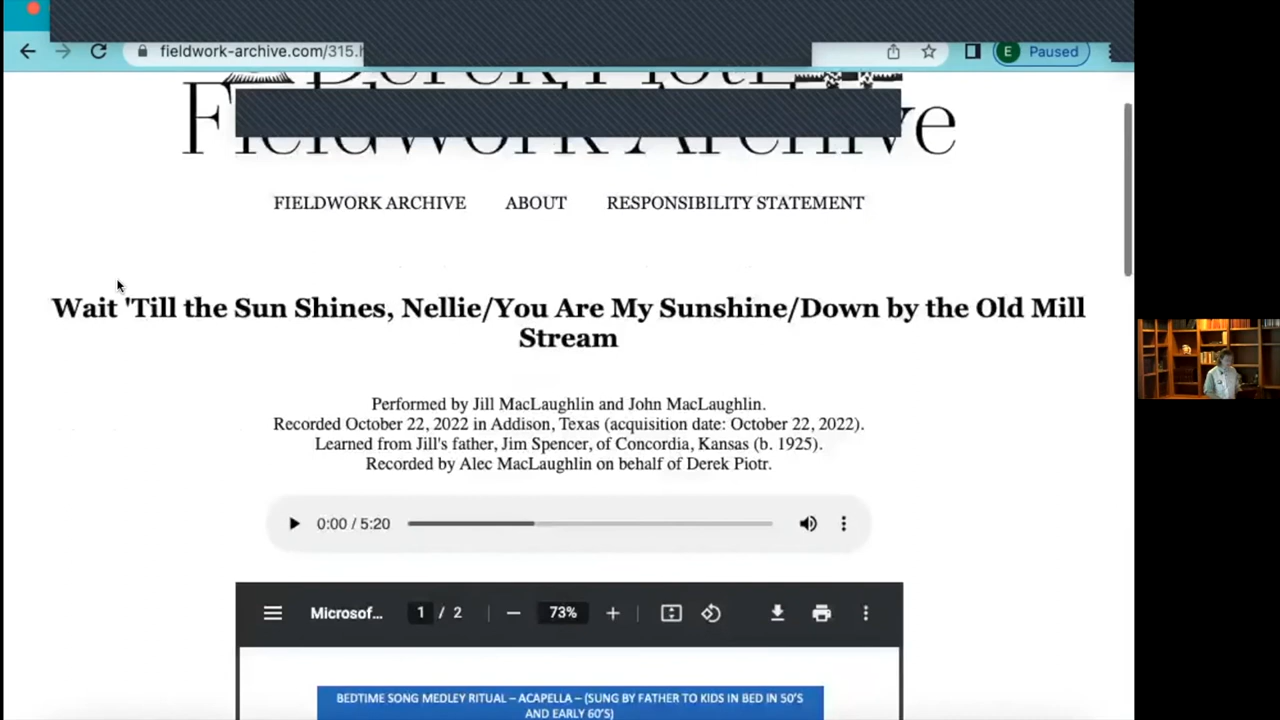 fieldwork-archive.com/315.
E Paused
Fieldwork Archive
FIELDWORK ARCHIVE ABOUT RESPONSIBILITY STATEMENT
Wait 'Till the Sun Shines, Nellie/You Are My Sunshine/Down by the Old Mill
Stream
Performed by Jill MacLaughlin and John MacLaughlin.
Recorded October 22, 2022 in Addison, Texas (acquisition date: October 22, 2022).
Learned from Jill's father, Jim Spencer, of Concordia, Kansas (b. 1925).
Recorded by Alec MacLaughlin on behalf of Derek Piotr.
0:00 / 5:20
Microsof... 1 / 2 73%
BEDTIME SONG MEDLEY RITUAL – ACAPELLA – (SUNG BY FATHER TO KIDS IN BED IN 50'S
AND EARLY 60'S)